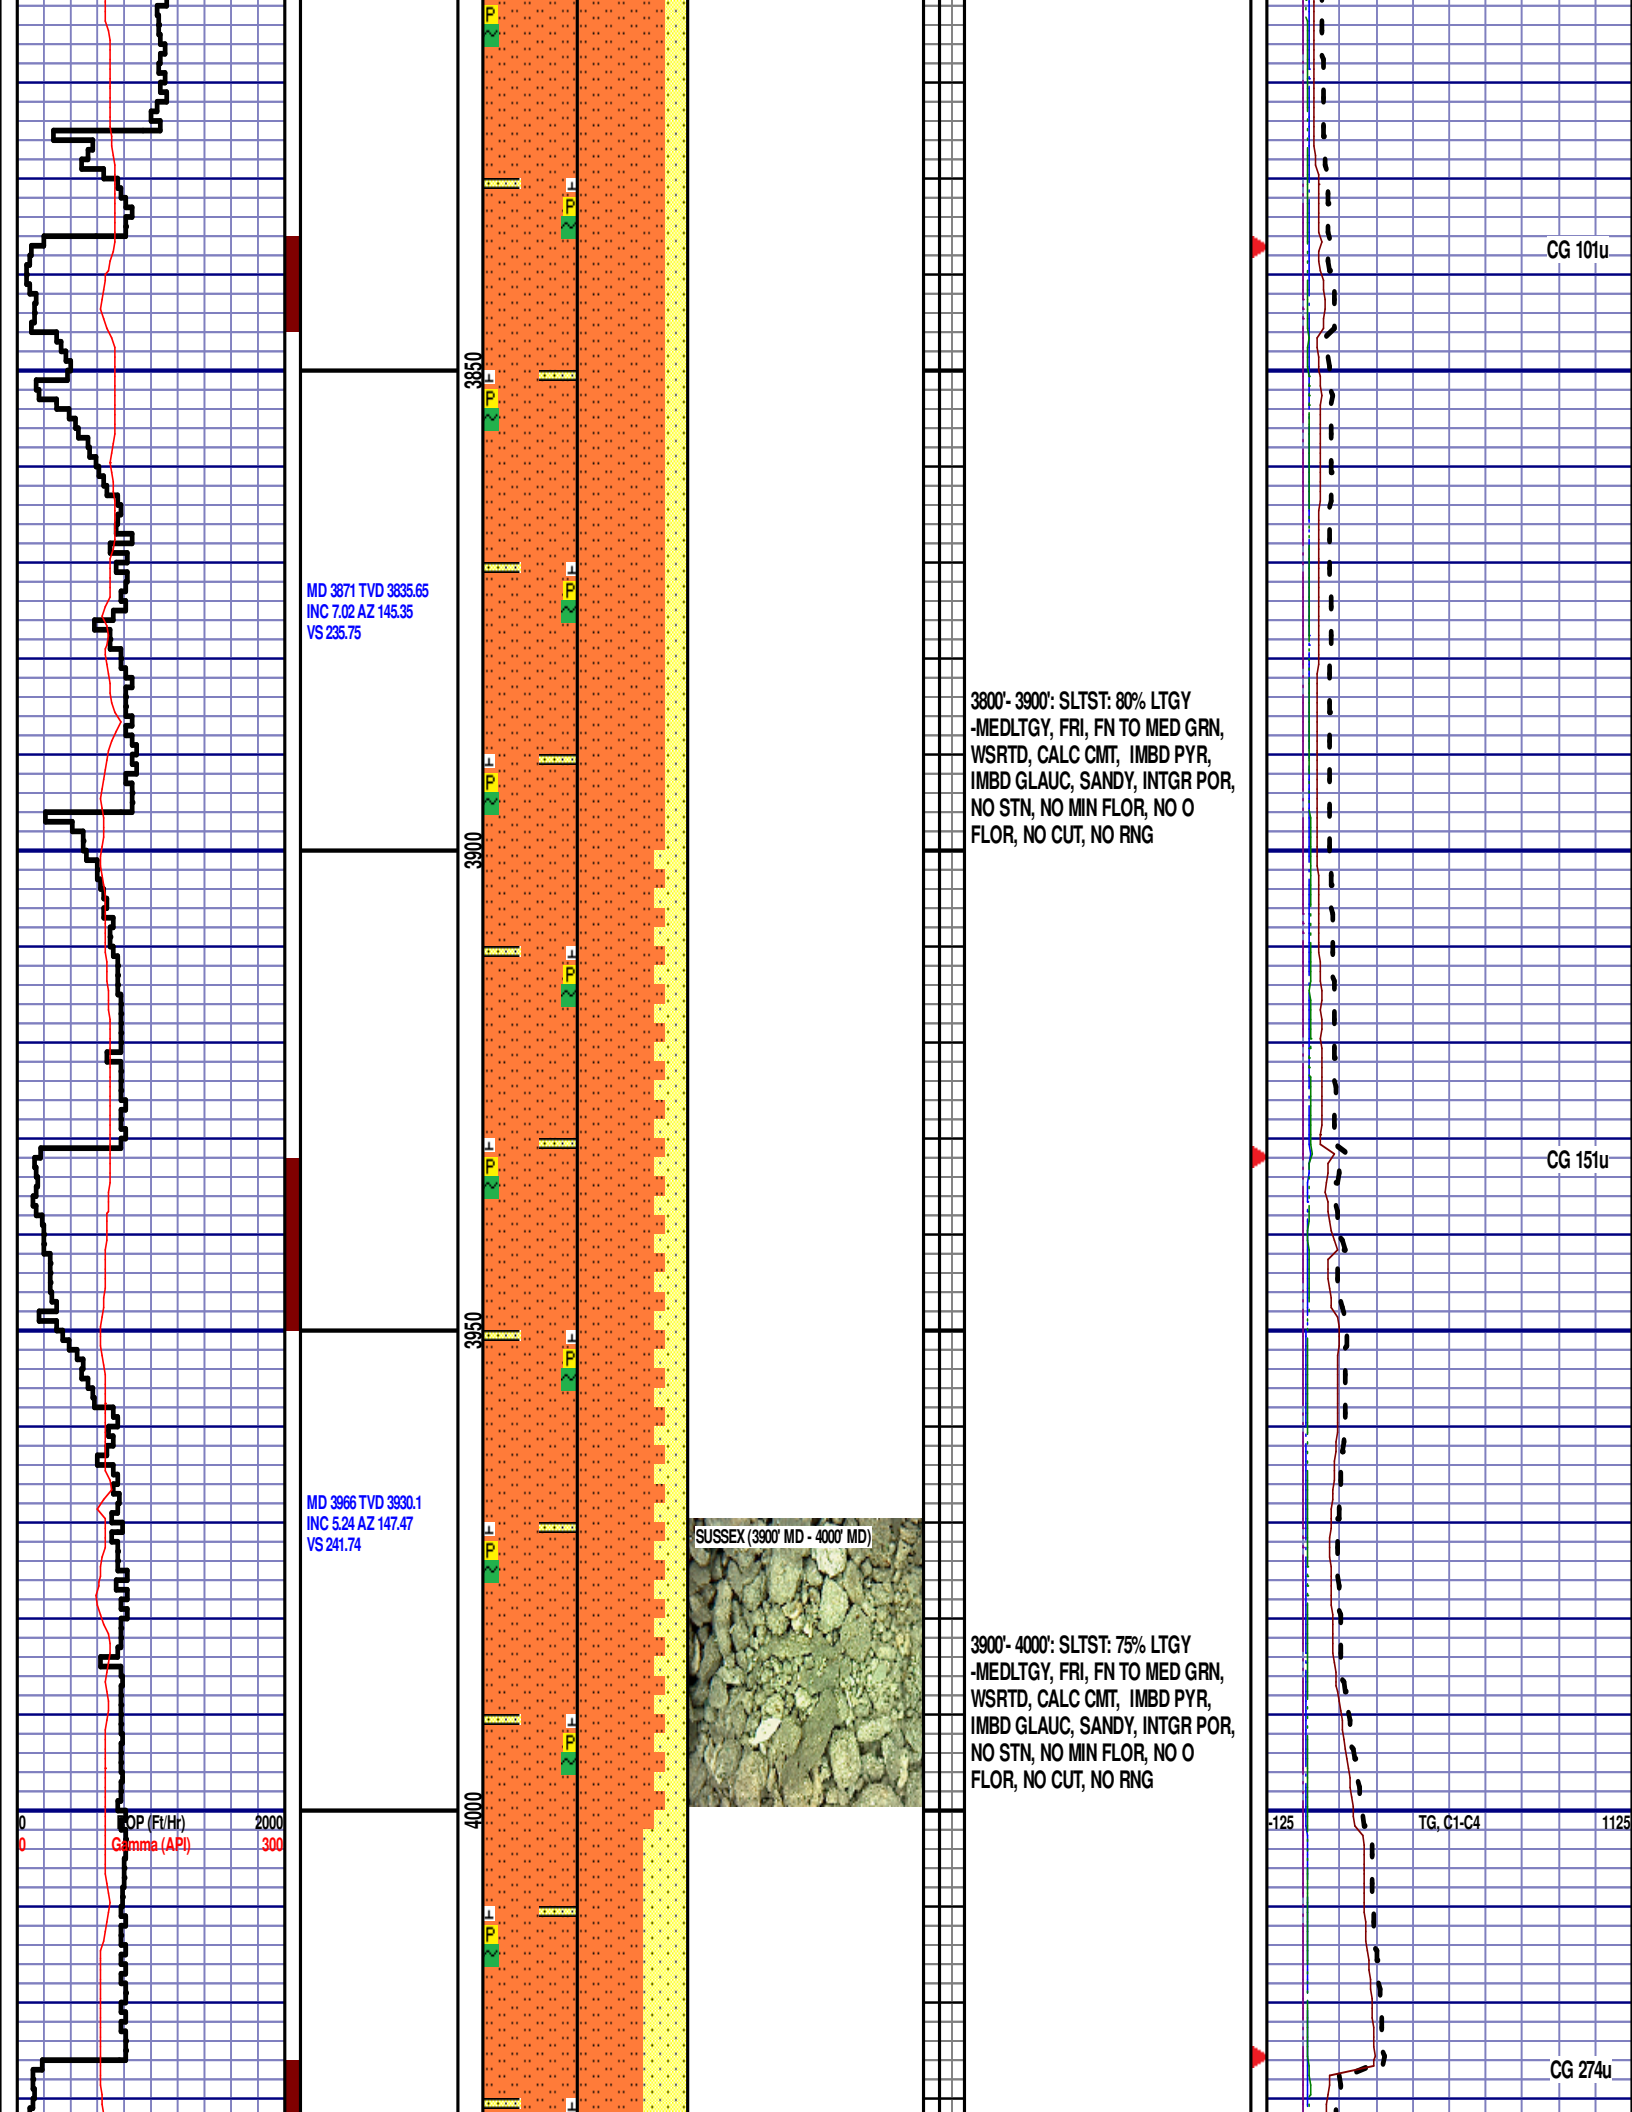 P
P
CG 101u
3850
P
MD 3871 TVD 3835.65
INC 7.02 AZ 145.35
VS 235.75
P
3800'- 3900': SLTST: 80% LTGY
-MEDLTGY, FRI, FN TO MED GRN,
WSRTD, CALC CMT, IMBD PYR,
IMBD GLAUC, SANDY, INTGR POR,
NO STN, NO MIN FLOR, NO O
FLOR, NO CUT, NO RNG
P
3900
P
CG 151u
P
3950
P
MD 3966 TVD 3930.1
INC 5.24 AZ 147.47
VS 241.74
SUSSEX (3900' MD - 4000' MD)
P
3900'- 4000': SLTST: 75% LTGY
-MEDLTGY, FRI, FN TO MED GRN,
WSRTD, CALC CMT, IMBD PYR,
IMBD GLAUC, SANDY, INTGR POR,
NO STN, NO MIN FLOR, NO O
FLOR, NO CUT, NO RNG
P
4000
0 OP (Ft/Hr) 2000
0 Gamma (API) 300
-125 TG, C1-C4 1125
P
CG 274u